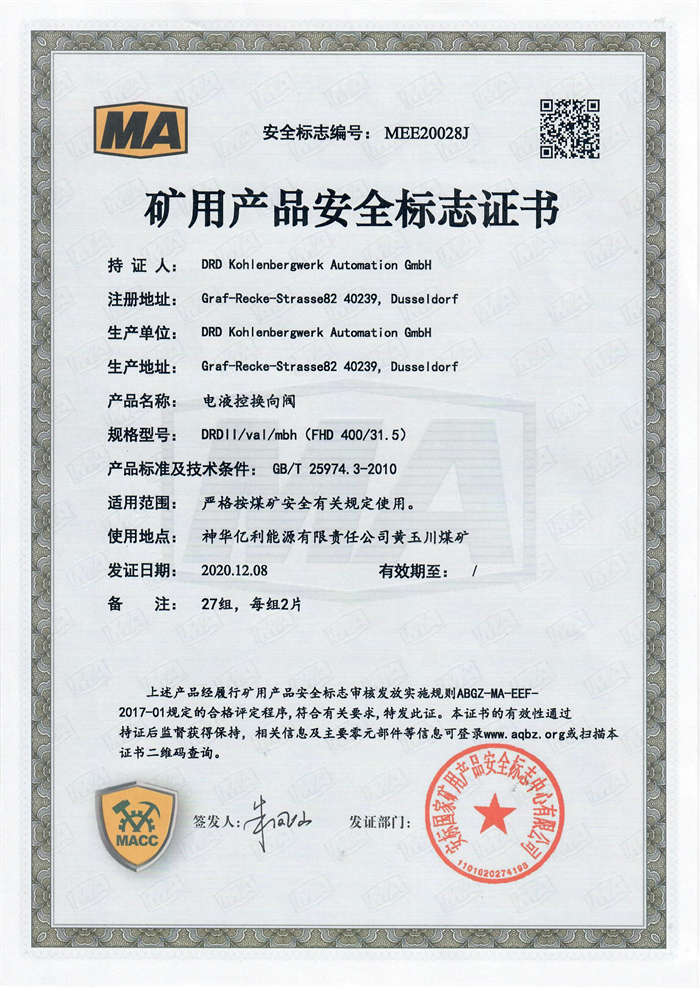 MA
安全标志编号： MEE20028J
矿用产品安全标志证书
持 证 人： DRD Kohlenbergwerk Automation GmbH
注册地址： Graf-Recke-Strasse82 40239, Dusseldorf
生产单位： DRD Kohlenbergwerk Automation GmbH
生产地址： Graf-Recke-Strasse82 40239, Dusseldorf
产品名称： 电液控换向阀
规格型号： DRDll/val/mbh（FHD 400/31.5）
产品标准及技术条件： GB/T 25974.3-2010
适用范围： 严格按煤矿安全有关规定使用。
使用地点： 神华亿利能源有限责任公司黄玉川煤矿
发证日期： 2020.12.08 有效期至： /
备 注： 27组，每组2片
上述产品经履行矿用产品安全标志审核发放实施规则ABGZ-MA-EEF-
2017-01规定的合格评定程序,符合有关要求,特发此证。本证书的有效性通过
持证后监督获得保持, 相关信息及主要零元部件等信息可登录www.aqbz.org或扫描本
证书二维码查询。
MACC
签发人:
发证部门:
安标国家矿用产品安全标志中心有限公司
1101020274198